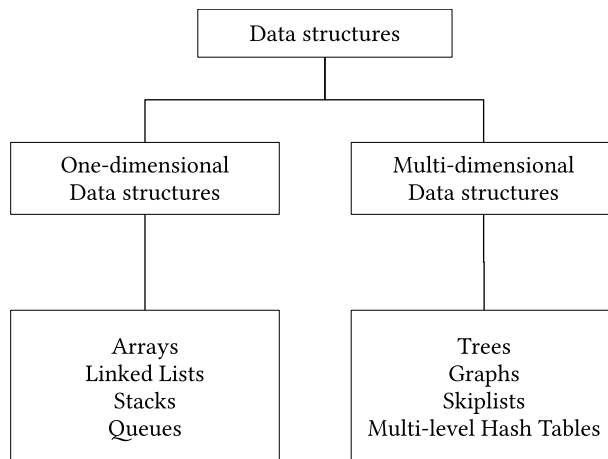 Data structures
One-dimensional
Data structures
Multi-dimensional
Data structures
Arrays
Linked Lists
Stacks
Queues
Trees
Graphs
Skiplists
Multi-level Hash Tables